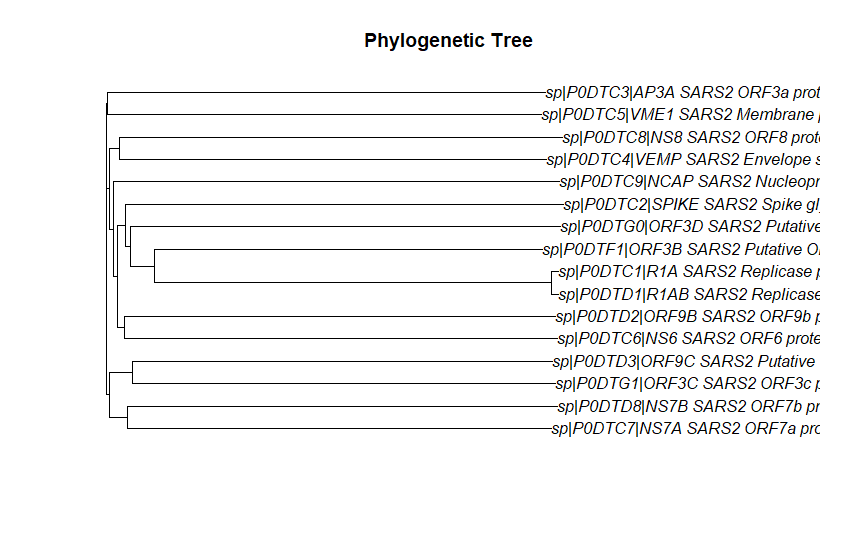 Phylogenetic Tree
sp|P0DTC3|AP3A SARS2 ORF3a prot
sp|P0DTC5|VME1 SARS2 Membrane
sp|P0DTC8|NS8 SARS2 ORF8 prot
sp|P0DTC4|VEMP SARS2 Envelope s
sp|P0DTC9|NCAP SARS2 Nucleopr
sp|P0DTC2|SPIKE SARS2 Spike gl
sp|P0DTG0|ORF3D SARS2 Putative
sp|P0DTF1|ORF3B SARS2 Putative O
sp|P0DTC1|R1A SARS2 Replicase p
sp|P0DTD1|R1AB SARS2 Replicase
sp|P0DTD2|ORF9B SARS2 ORF9b p
sp|P0DTC6|NS6 SARS2 ORF6 prote
sp|P0DTD3|ORF9C SARS2 Putative
sp|P0DTG1|ORF3C SARS2 ORF3c p
sp|P0DTD8|NS7B SARS2 ORF7b pr
sp|P0DTC7|NS7A SARS2 ORF7a pro